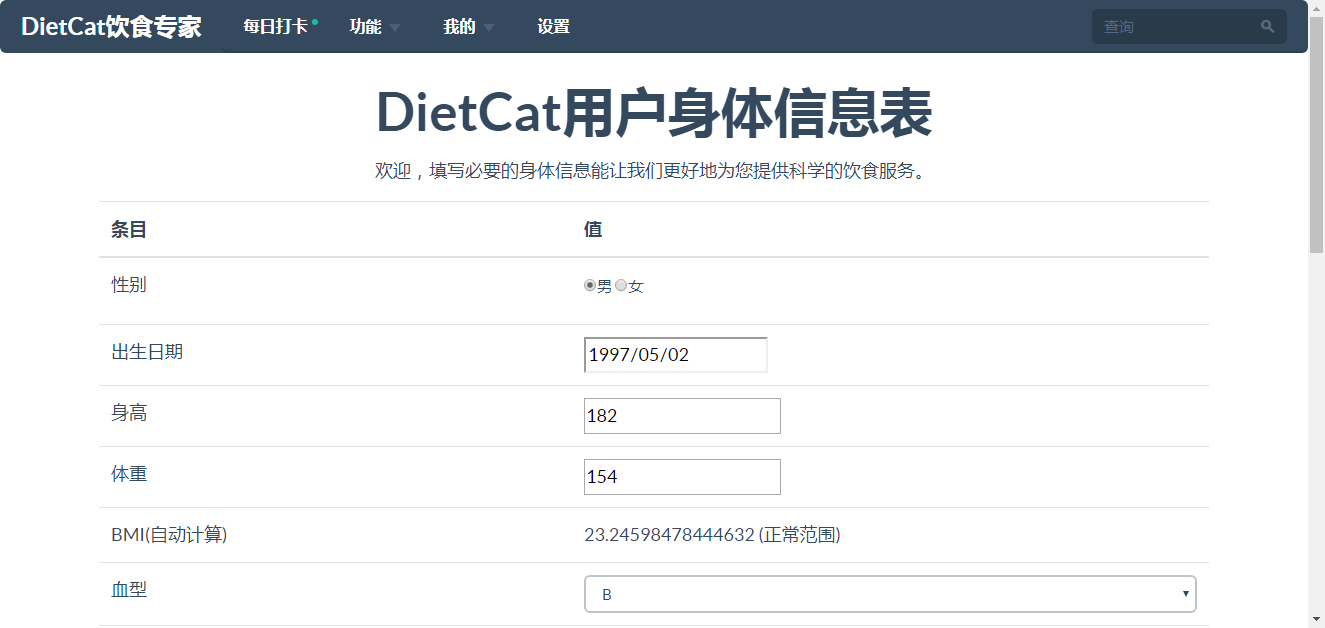 DietCat饮食专家 每日打卡 功能 我的 设置 查询
DietCat用户身体信息表
欢迎，填写必要的身体信息能让我们更好地为您提供科学的饮食服务。
条目 值
性别 男 女
出生日期 1997/05/02
身高 182
体重 154
BMI(自动计算) 23.24598478444632 (正常范围)
血型 B